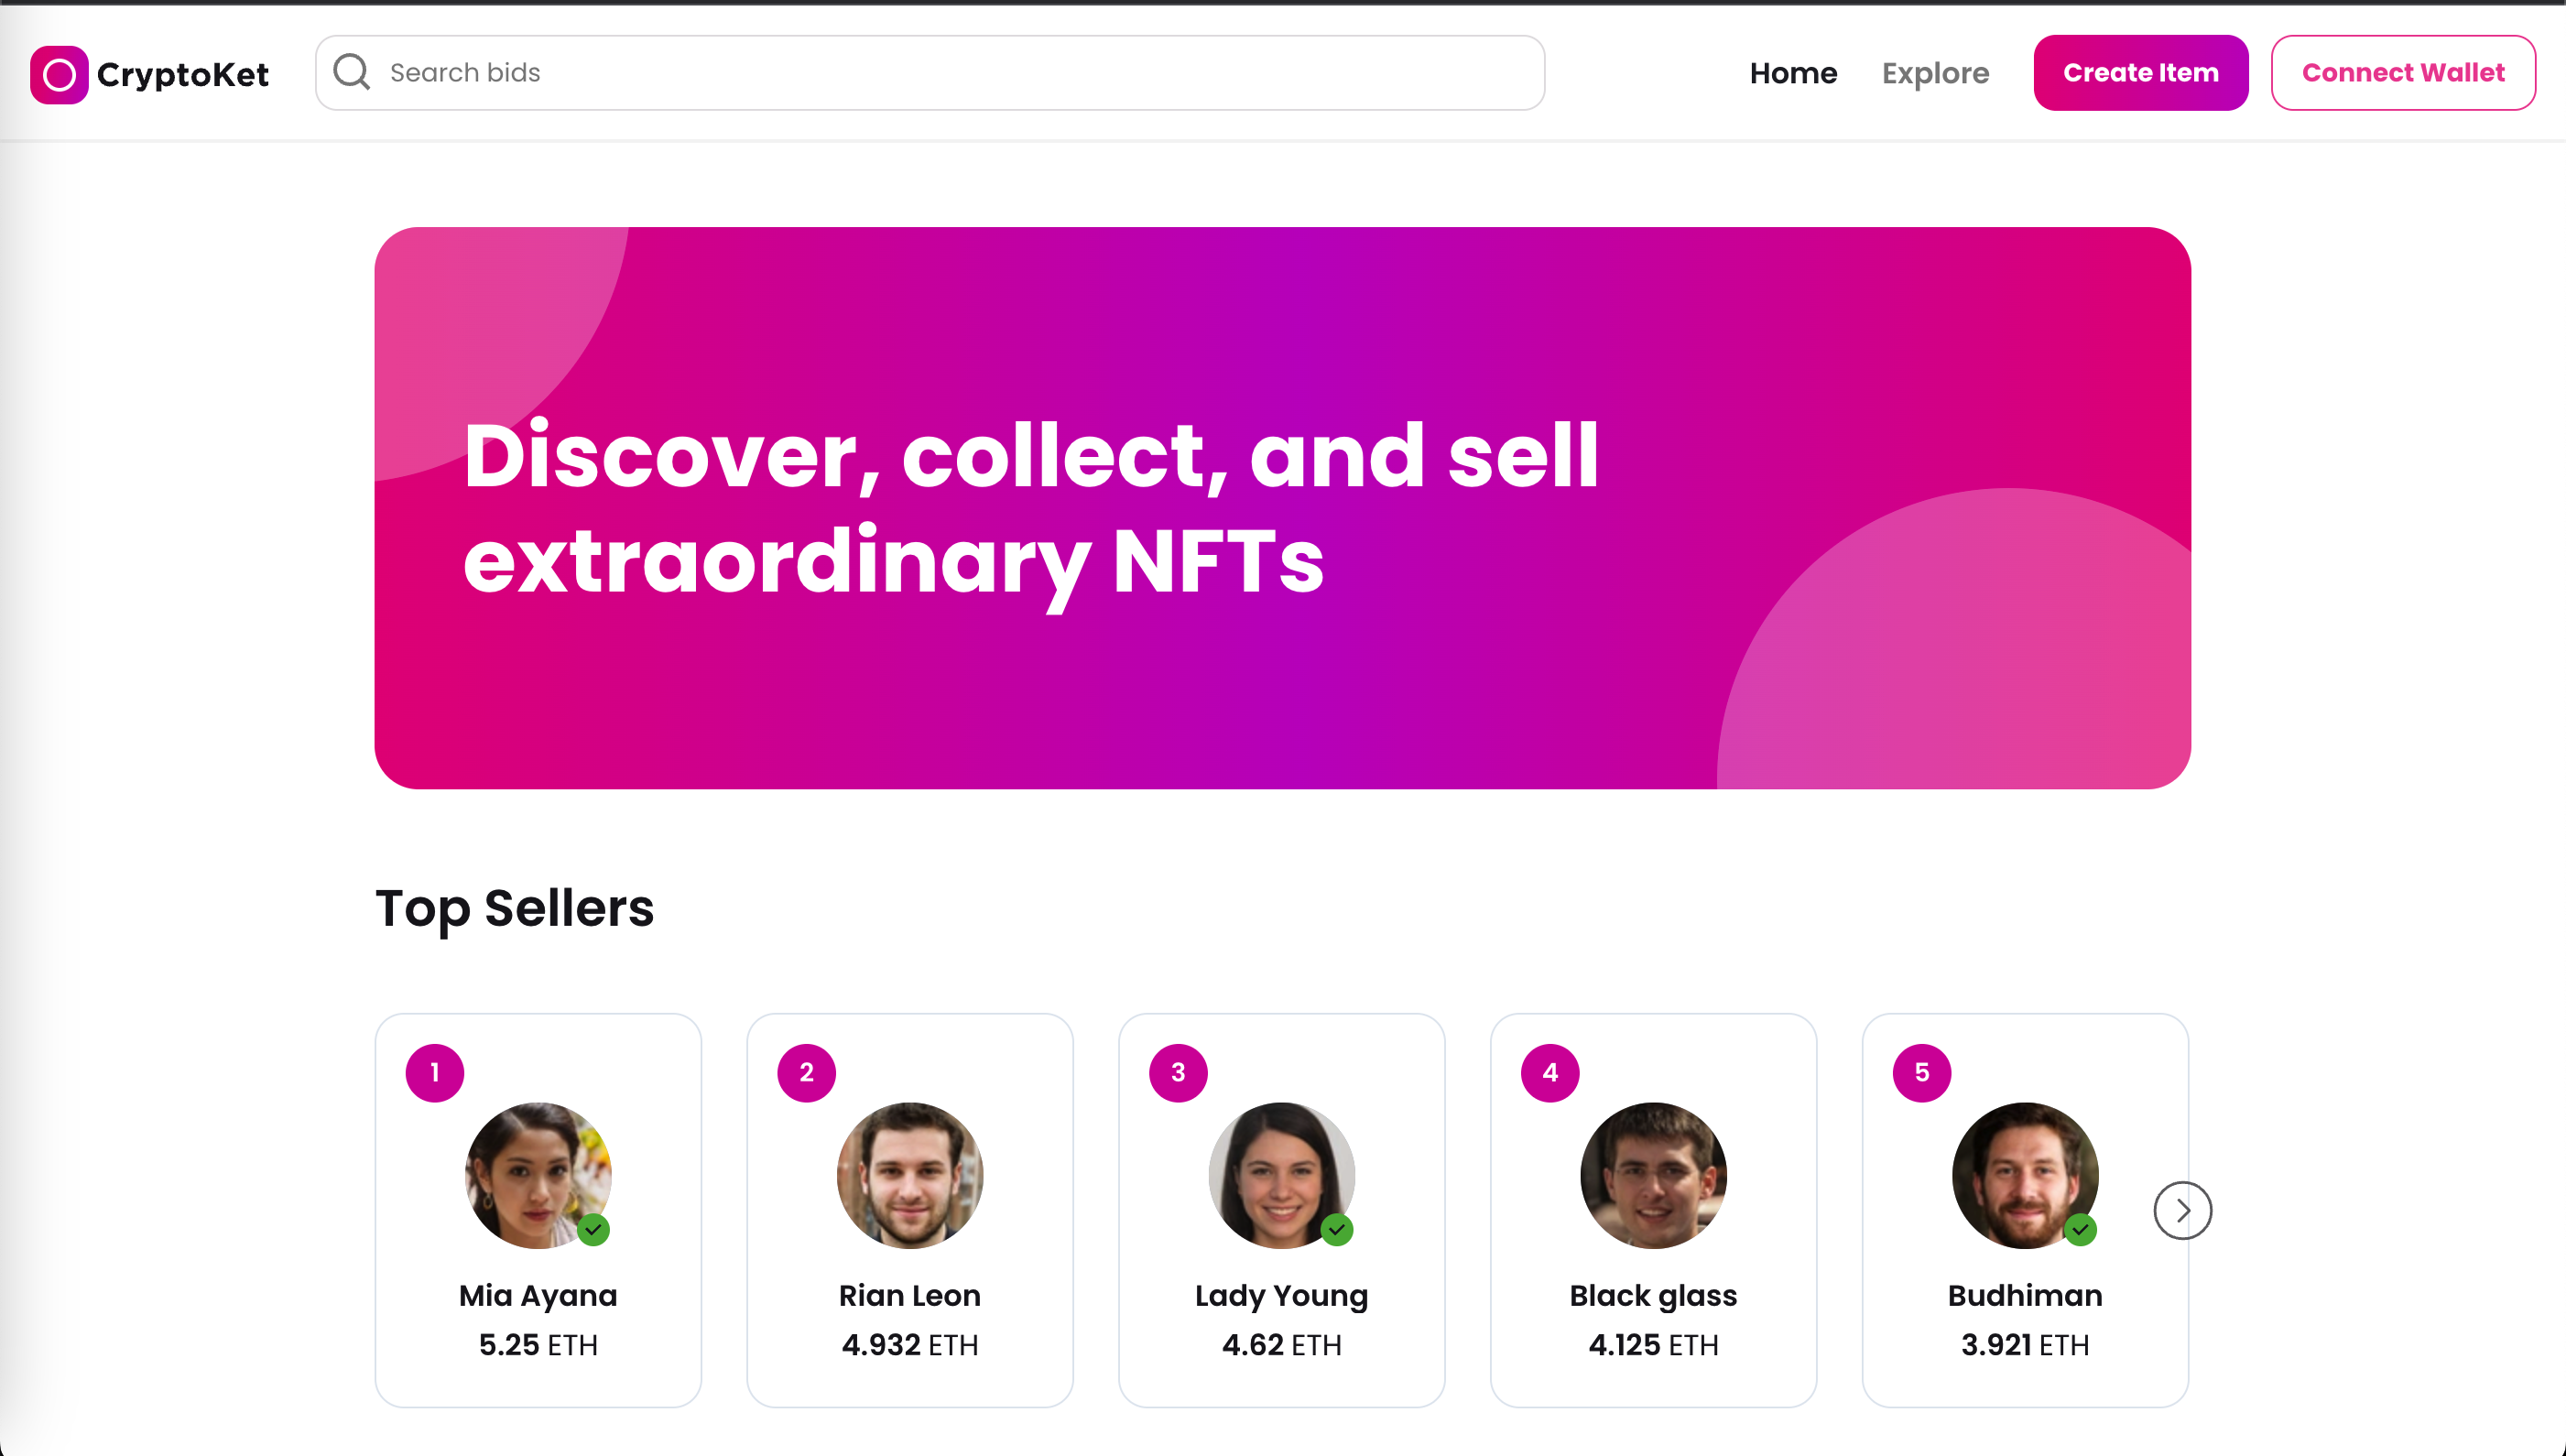 CryptoKet
Search bids
Home
Explore
Create Item
Connect Wallet
Discover, collect, and sell
extraordinary NFTs
Top Sellers
1
Mia Ayana
5.25 ETH
2
Rian Leon
4.932 ETH
3
Lady Young
4.62 ETH
4
Black glass
4.125 ETH
5
Budhiman
3.921 ETH